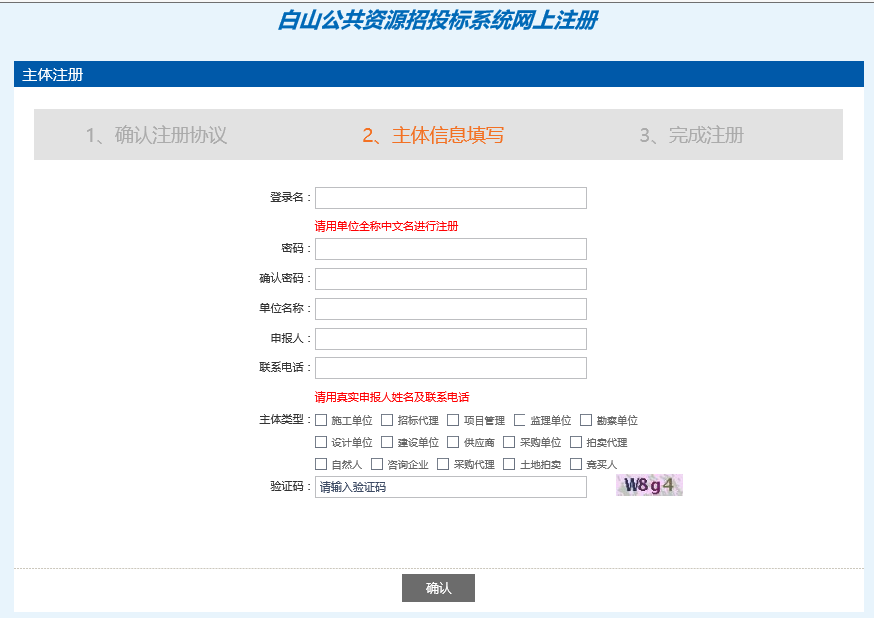 白山公共资源招投标系统网上注册
主体注册
1、确认注册协议 2、主体信息填写 3、完成注册
登录名：
请用单位全称中文名进行注册
密码：
确认密码：
单位名称：
申报人：
联系电话：
请用真实申报人姓名及联系电话
主体类型： 施工单位 招标代理 项目管理 监理单位 勘察单位
设计单位 建设单位 供应商 采购单位 拍卖代理
自然人 咨询企业 采购代理 土地拍卖 竞买人
验证码： 请输入验证码 W8g4
确认